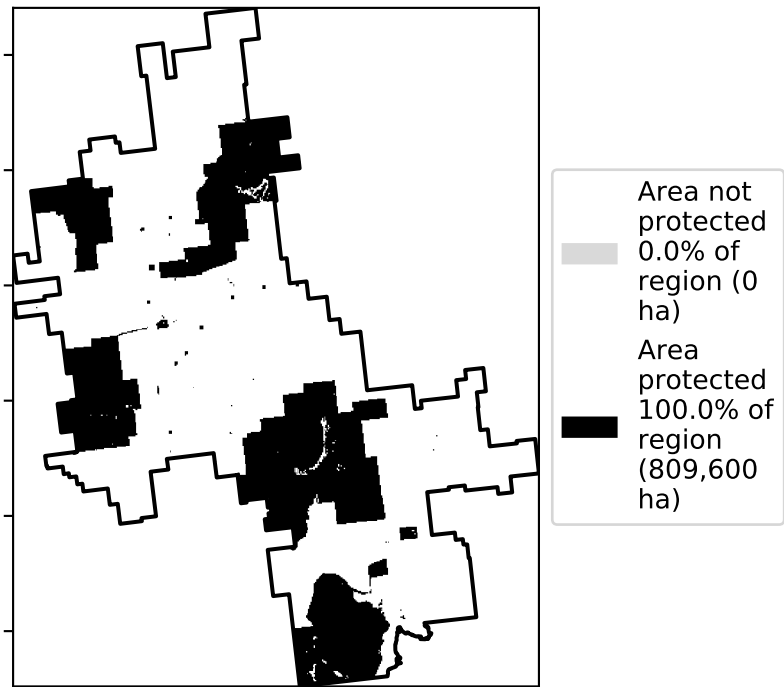 Area not
protected
0.0% of
region (0
ha)
Area
protected
100.0% of
region
(809,600
ha)